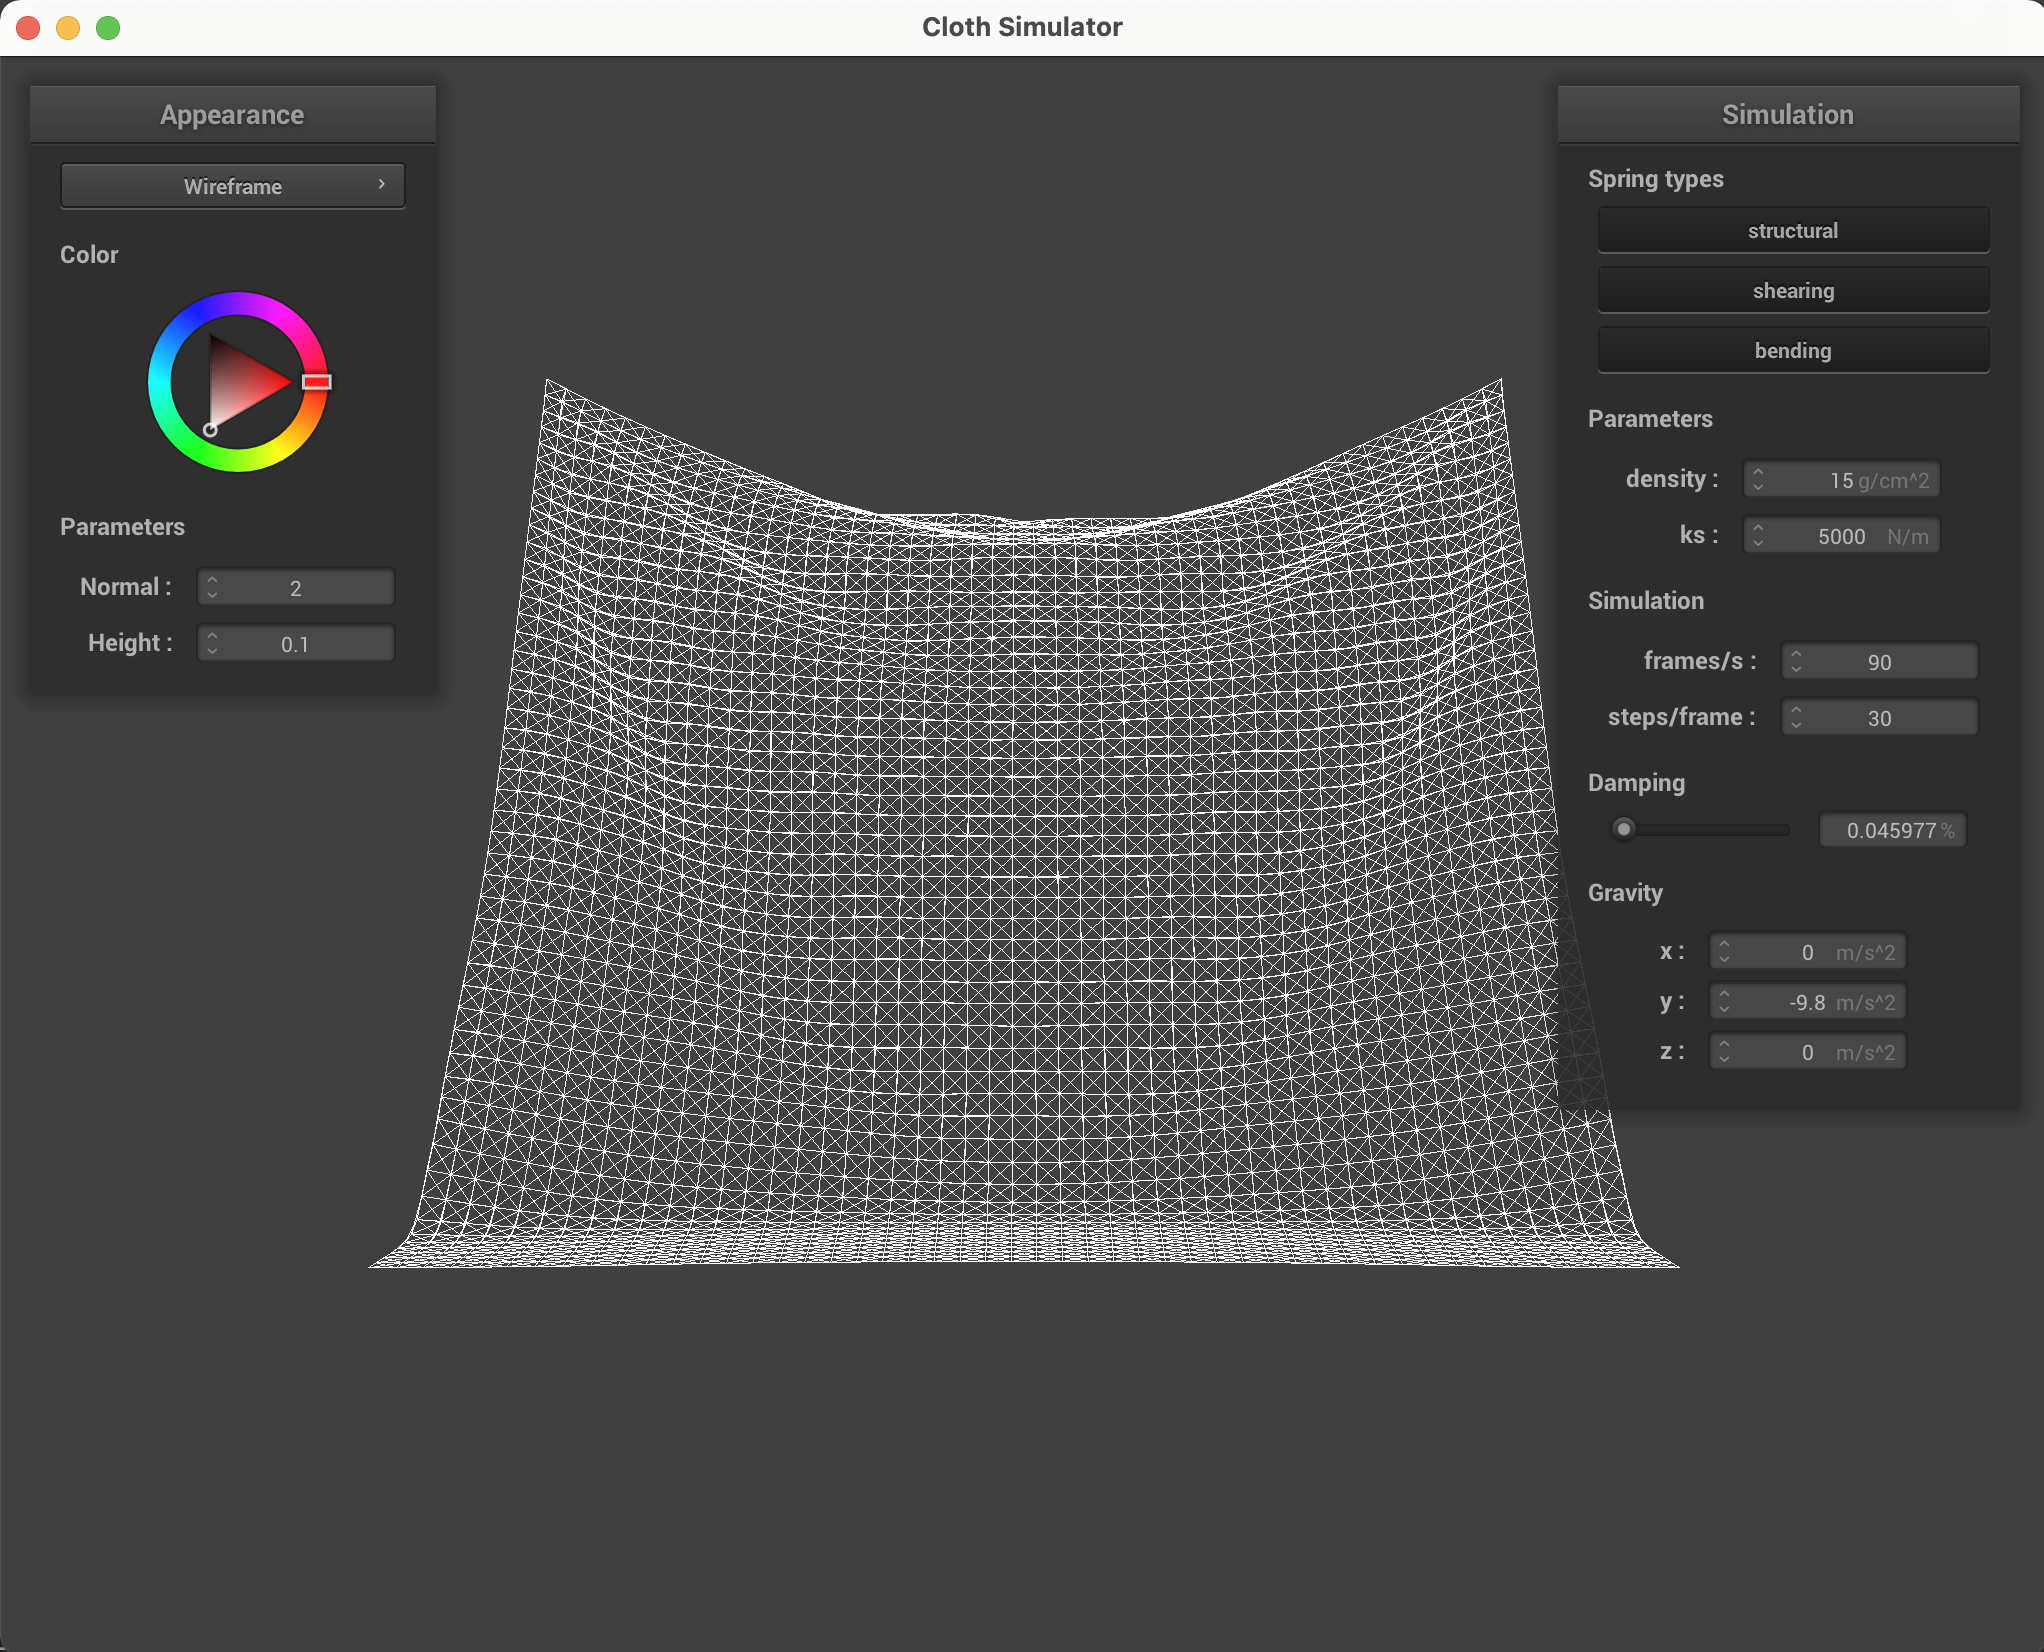 Cloth Simulator
Appearance
Wireframe
Color
Parameters
Normal : 2
Height : 0.1
Simulation
Spring types
structural
shearing
bending
Parameters
density : 15 g/cm^2
ks : 5000 N/m
Simulation
frames/s : 90
steps/frame : 30
Damping
0.045977 %
Gravity
x : 0 m/s^2
y : -9.8 m/s^2
z : 0 m/s^2